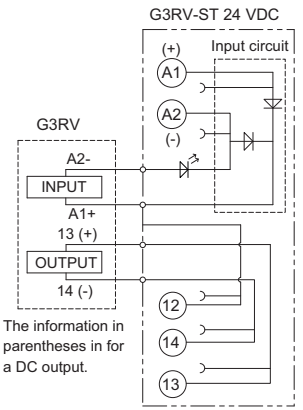 G3RV-ST 24 VDC
(+)
Input circuit
A1
A2
(-)
G3RV
A2-
INPUT
A1+
13 (+)
OUTPUT
14 (-)
12
14
13
The information in
parentheses in for
a DC output.